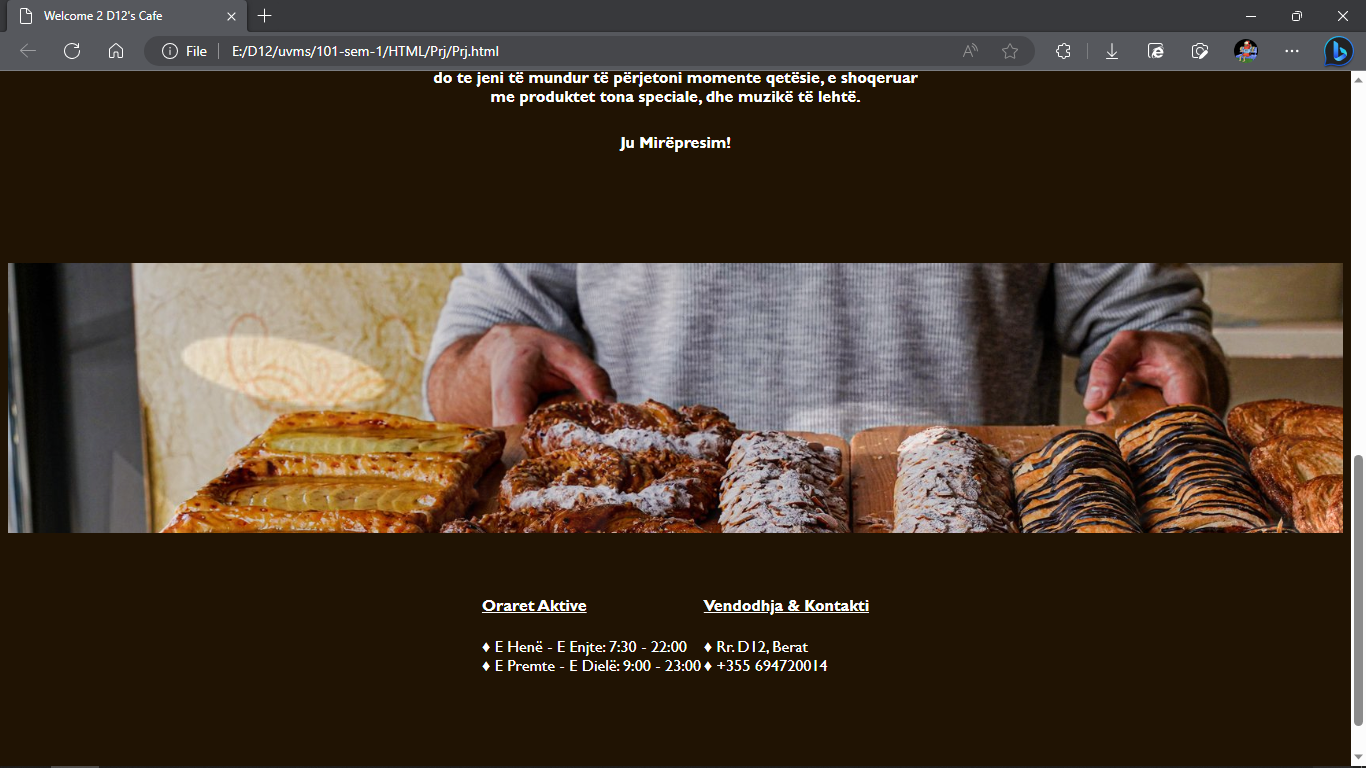 Welcome 2 D12's Cafe
File
E:/D12/uvms/101-sem-1/HTML/Prj/Prj.html
do te jeni të mundur të përjetoni momente qetësie, e shoqeruar
me produktet tona speciale, dhe muzikë të lehtë.
Ju Mirëpresim!
Oraret Aktive
♦ E Henë - E Enjte: 7:30 - 22:00
♦ E Premte - E Dielë: 9:00 - 23:00
Vendodhja & Kontakti
♦ Rr. D12, Berat
♦ +355 694720014